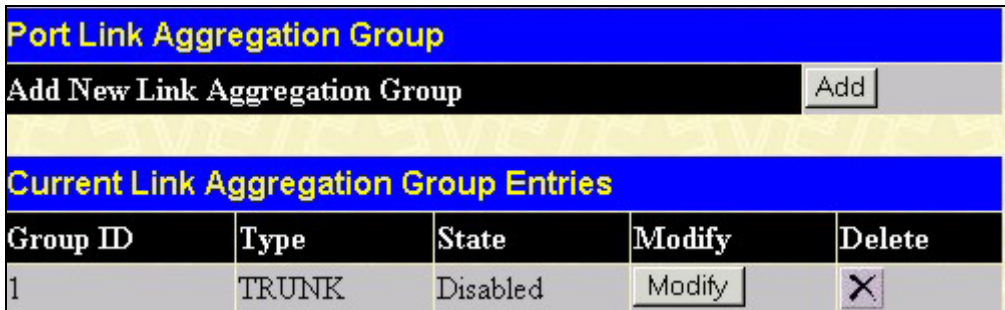 Port Link Aggregation Group
Add New Link Aggregation Group Add
Current Link Aggregation Group Entries
Group ID Type State Modify Delete
1 TRUNK Disabled Modify